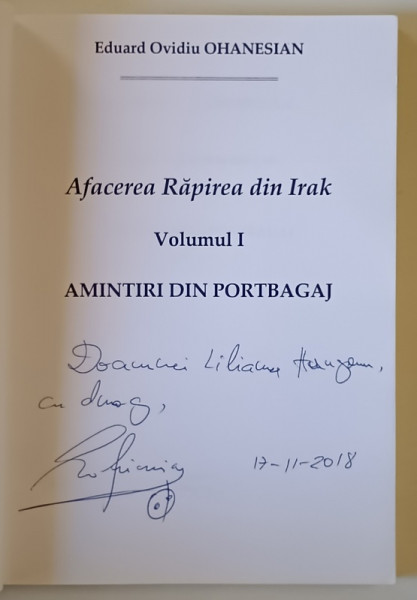 Eduard Ovidiu OHANESIAN
Afacerea Răpirea din Irak
Volumul I
AMINTIRI DIN PORTBAGAJ
Doamnei Liliana
cu drag,
17-11-2018